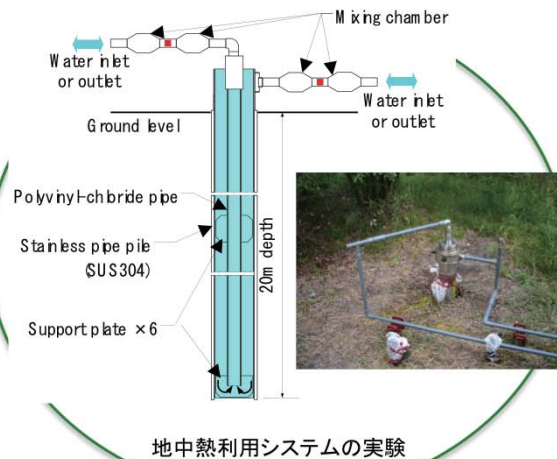 Mixing chamber
Water inlet
or outlet
Water inlet
or outlet
Ground level
Polyvinyl-chloride pipe
Stainless pipe pile
(SUS304)
20m depth
Support plate ×6
地中熱利用システムの実験